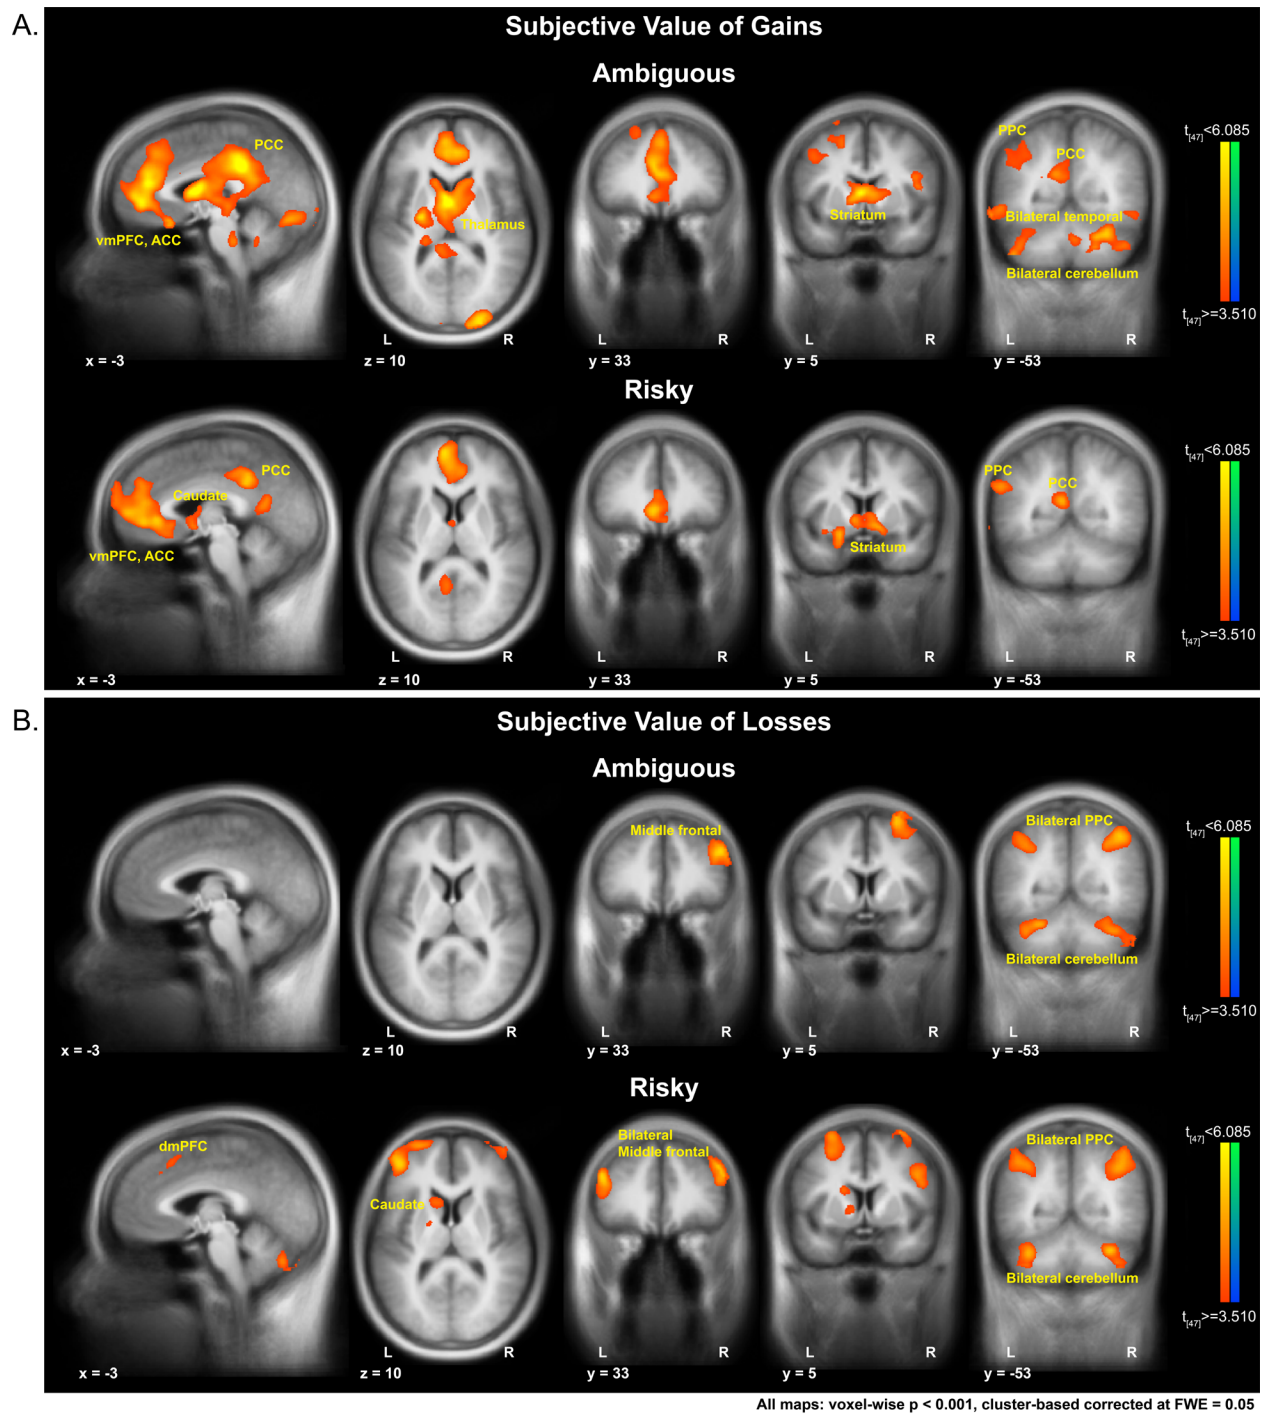 A.
Subjective Value of Gains
Ambiguous
PCC
vmPFC, ACC
x = -3
Thalamus
L R
z = 10
L R
y = 33
Striatum
L R
y = 5
PPC
PCC
Bilateral temporal
Bilateral cerebellum
L R
y = -53
t[47]<6.085
t[47]>=3.510
Risky
PCC
Caudate
vmPFC, ACC
x = -3
L R
z = 10
L R
y = 33
Striatum
L R
y = 5
PPC
PCC
L R
y = -53
t[47]<6.085
t[47]>=3.510
B.
Subjective Value of Losses
Ambiguous
x = -3
L R
z = 10
Middle frontal
L R
y = 33
L R
y = 5
Bilateral PPC
Bilateral cerebellum
L R
y = -53
t[47]<6.085
t[47]>=3.510
Risky
dmPFC
x = -3
Caudate
L R
z = 10
Bilateral
Middle frontal
L R
y = 33
L R
y = 5
Bilateral PPC
Bilateral cerebellum
L R
y = -53
t[47]<6.085
t[47]>=3.510
All maps: voxel-wise p < 0.001, cluster-based corrected at FWE = 0.05